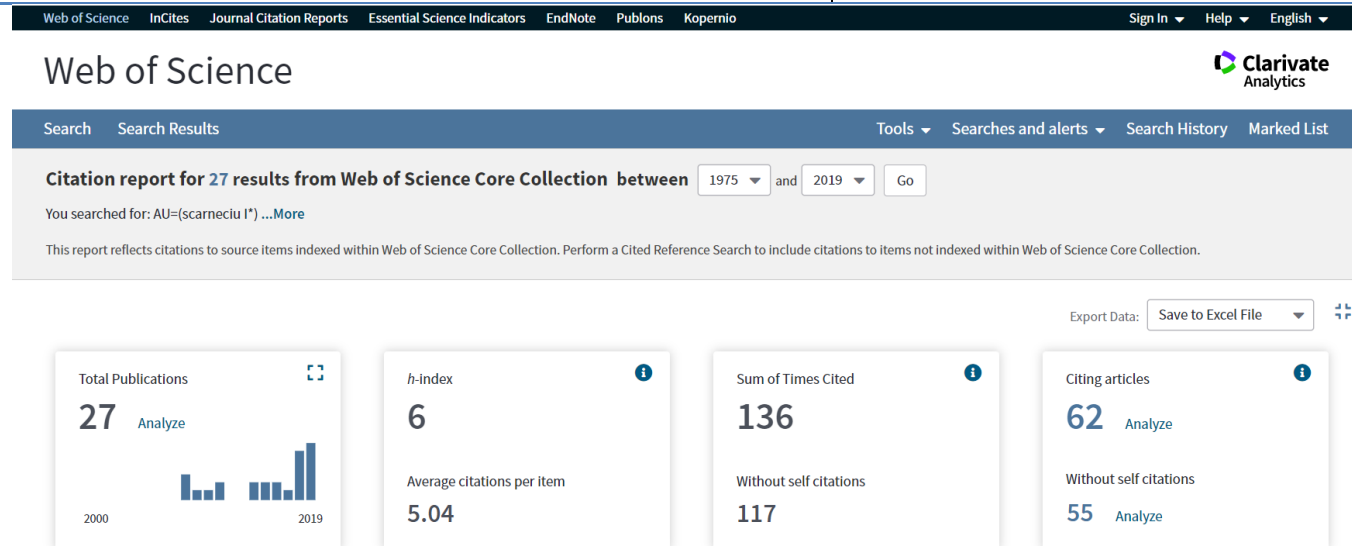 Web of Science InCites Journal Citation Reports Essential Science Indicators EndNote Publons Kopernio Sign In Help English
Web of Science
Clarivate
Analytics
Search Search Results Tools Searches and alerts Search History Marked List
Citation report for 27 results from Web of Science Core Collection between 1975 and 2019 Go
You searched for: AU=(scarneciu I*) ...More
This report reflects citations to source items indexed within Web of Science Core Collection. Perform a Cited Reference Search to include citations to items not indexed within Web of Science Core Collection.
Export Data: Save to Excel File
Total Publications
27 Analyze
2000 2019
h-index
6
Average citations per item
5.04
Sum of Times Cited
136
Without self citations
117
Citing articles
62 Analyze
Without self citations
55 Analyze